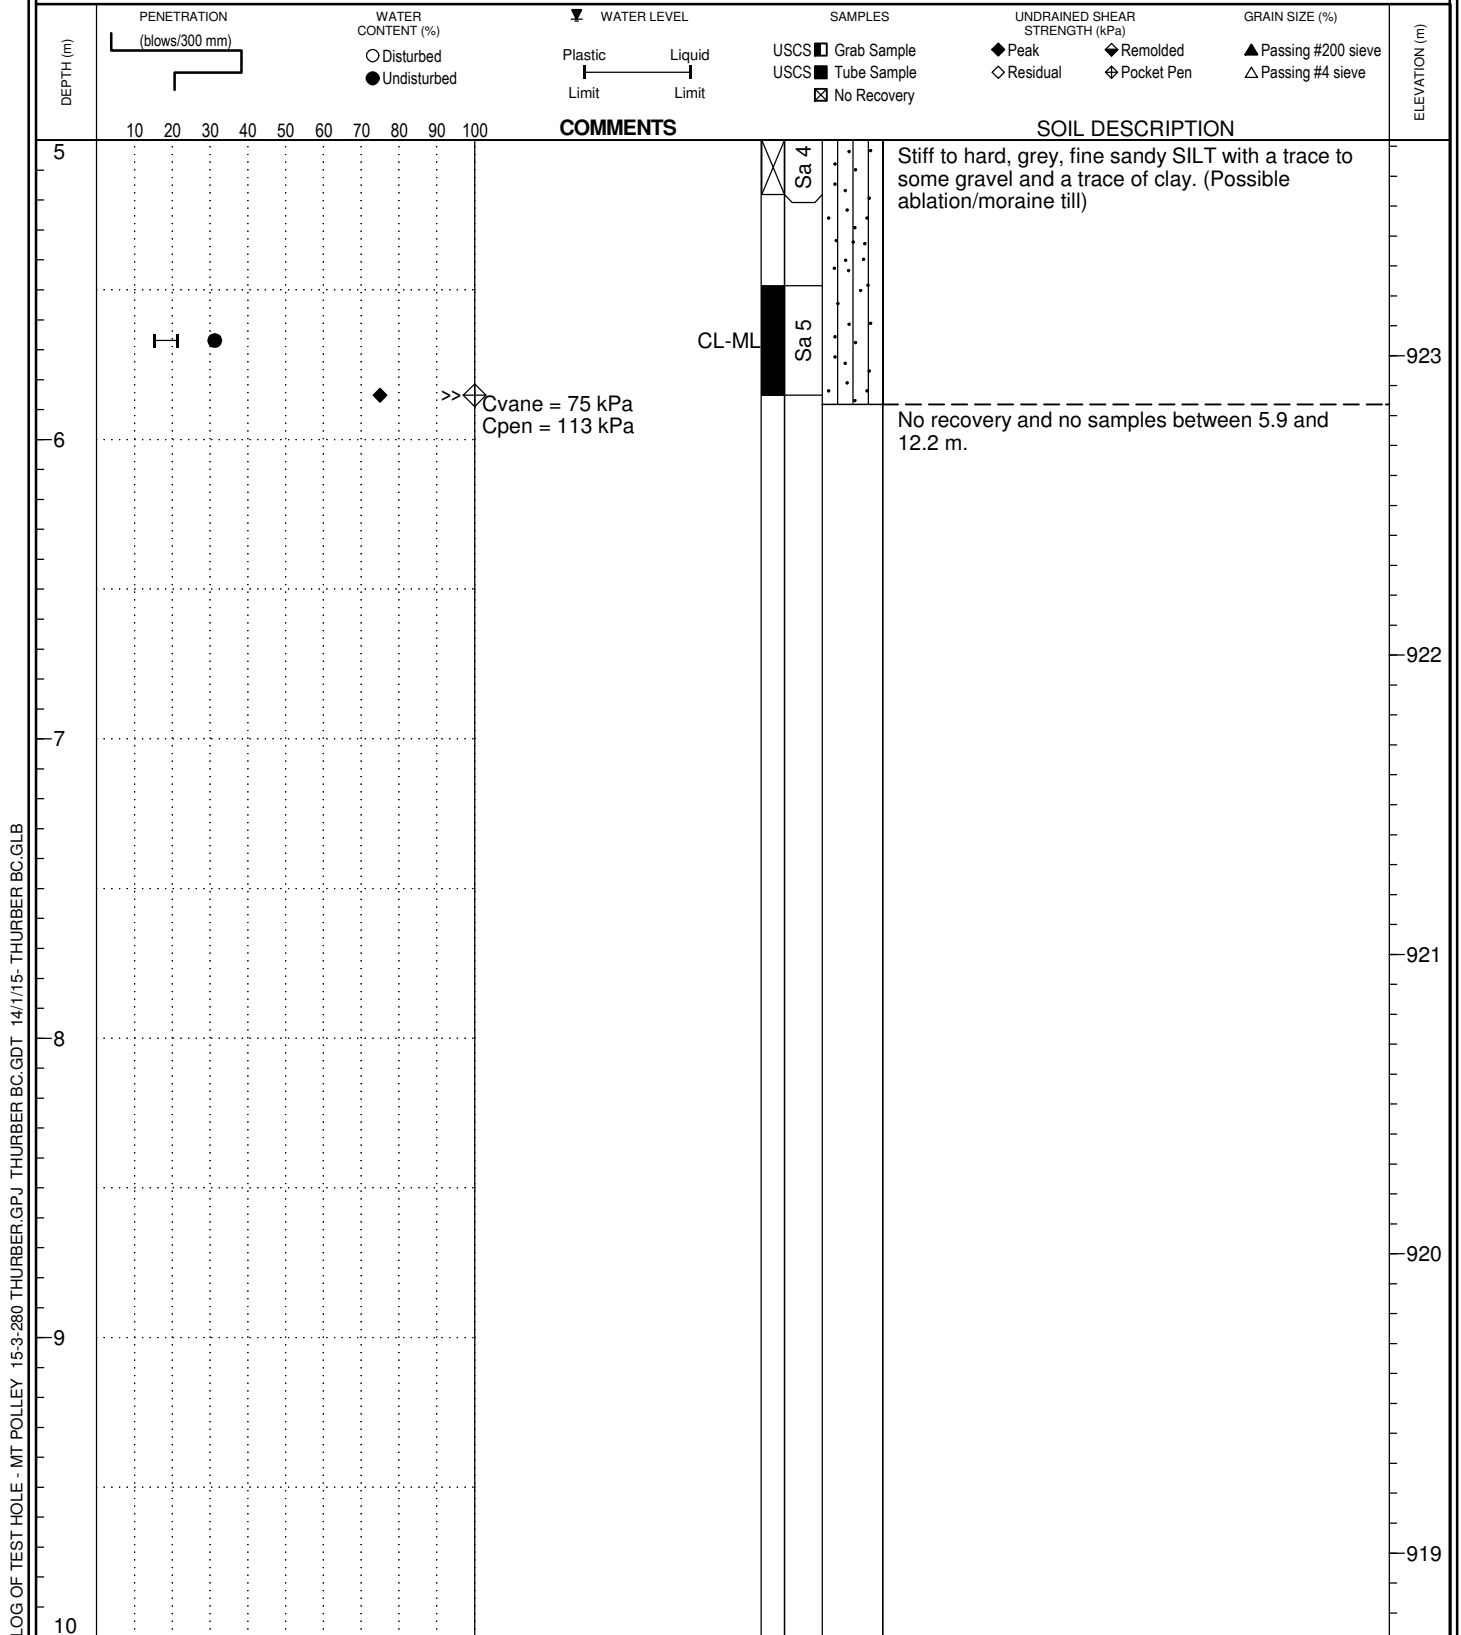 PENETRATION
(blows/300 mm)
WATER
CONTENT (%)
Disturbed
Undisturbed
WATER LEVEL
Plastic Liquid
Limit Limit
SAMPLES
USCS Grab Sample
USCS Tube Sample
No Recovery
UNDRAINED SHEAR
STRENGTH (kPa)
Peak Remolded
Residual Pocket Pen
GRAIN SIZE (%)
Passing #200 sieve
Passing #4 sieve
DEPTH (m)
ELEVATION (m)
10 20 30 40 50 60 70 80 90 100
COMMENTS
SOIL DESCRIPTION
5
Sa 4
Stiff to hard, grey, fine sandy SILT with a trace to
some gravel and a trace of clay. (Possible
ablation/moraine till)
CL-ML
Sa 5
923
>>
Cvane = 75 kPa
Cpen = 113 kPa
No recovery and no samples between 5.9 and
12.2 m.
6
922
7
921
8
920
9
919
10
LOG OF TEST HOLE - MT POLLEY 15-3-280 THURBER.GPJ THURBER BC.GDT 14/1/15- THURBER BC.GLB